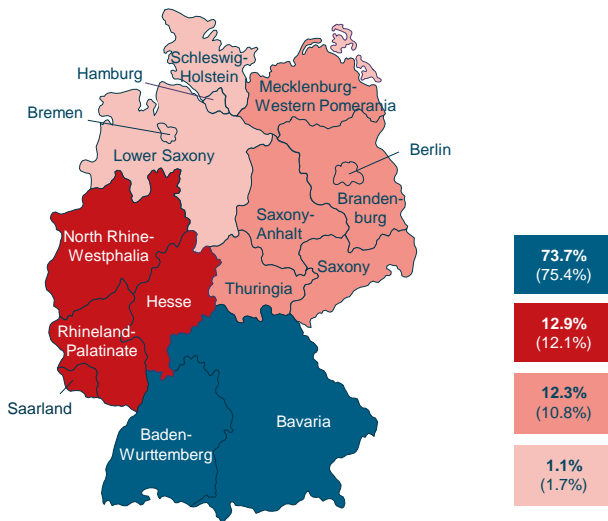 Schleswig-
Holstein
Hamburg
Mecklenburg-
Western Pomerania
Bremen
Lower Saxony
Berlin
Branden-
burg
Saxony-
Anhalt
North Rhine-
Westphalia
Saxony
Thuringia
Hesse
Rhineland-
Palatinate
Saarland
Baden-
Wurttemberg
Bavaria
73.7%
(75.4%)
12.9%
(12.1%)
12.3%
(10.8%)
1.1%
(1.7%)